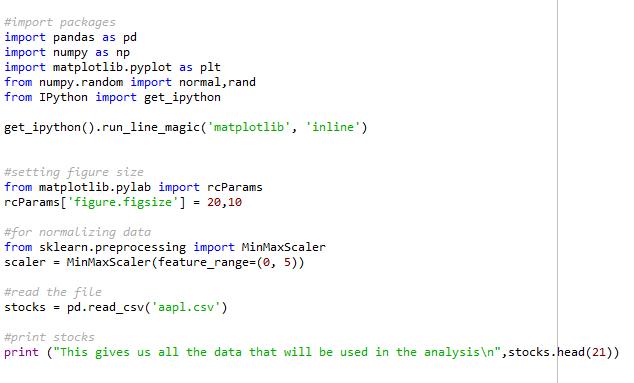 #import packages
import pandas as pd
import numpy as np
import matplotlib.pyplot as plt
from numpy.random import normal,rand
from IPython import get_ipython
get_ipython().run_line_magic('matplotlib', 'inline')
#setting figure size
from matplotlib.pylab import rcParams
rcParams['figure.figsize'] = 20,10
#for normalizing data
from sklearn.preprocessing import MinMaxScaler
scaler = MinMaxScaler(feature_range=(0, 5))
#read the file
stocks = pd.read_csv('aapl.csv')
#print stocks
print ("This gives us all the data that will be used in the analysis\n",stocks.head(21))